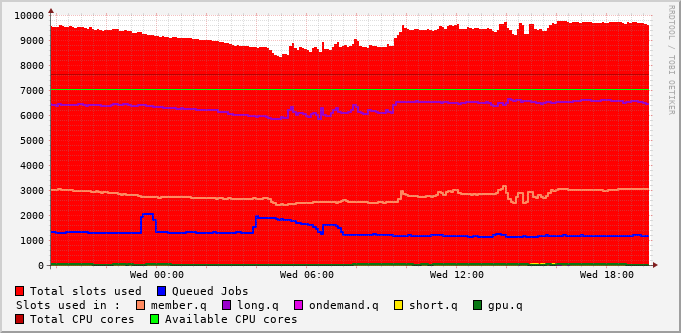 10000
9000
8000
7000
6000
5000
4000
3000
2000
1000
0
Wed 00:00 Wed 06:00 Wed 12:00 Wed 18:00
Total slots used Queued Jobs
Slots used in : member.q long.q ondemand.q short.q gpu.q
Total CPU cores Available CPU cores
RRDTOOL / TOBI OETIKER